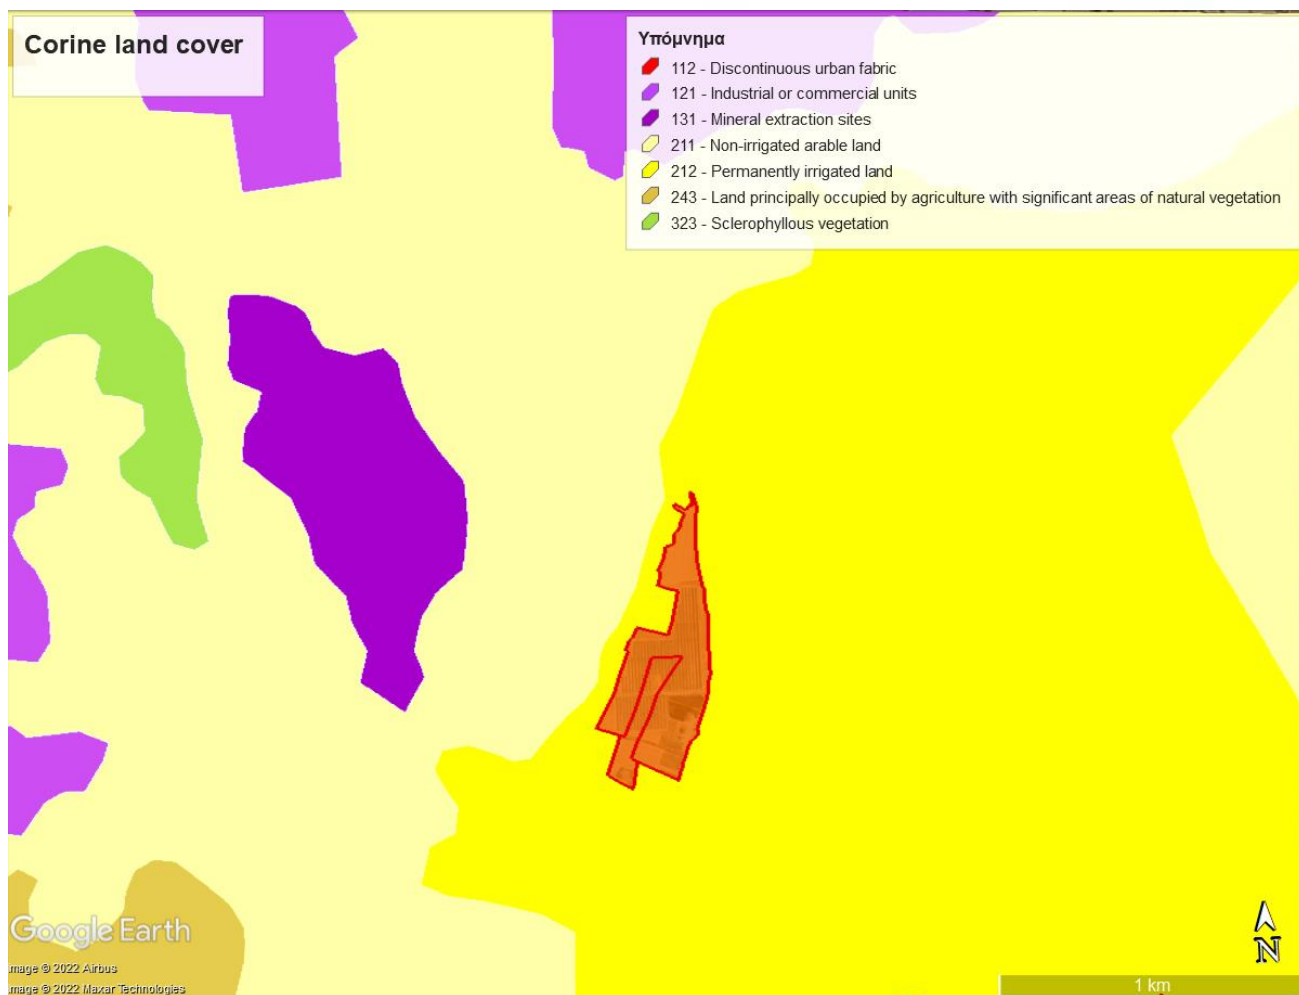 Corine land cover
Υπόμνημα
112 - Discontinuous urban fabric
121 - Industrial or commercial units
131 - Mineral extraction sites
211 - Non-irrigated arable land
212 - Permanently irrigated land
243 - Land principally occupied by agriculture with significant areas of natural vegetation
323 - Sclerophyllous vegetation
Google Earth
mage © 2022 Airbus
mage © 2022 Maxar Technologies
N
1 km